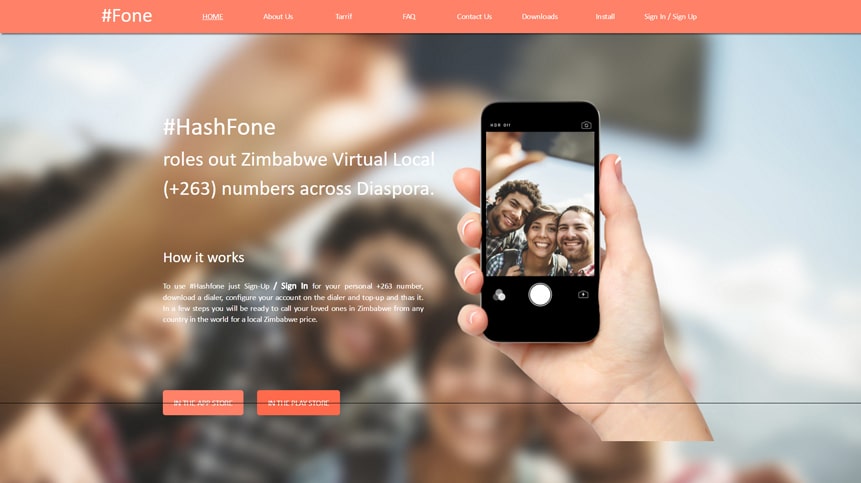 #Fone
HOME
About Us
Tarril
FAQ
Contact Us
Downloads
Install
Sign In / Sign Up
HDR Off
#HashFone
roles out Zimbabwe Virtual Local
(+263) numbers across Diaspora.
How it works
To use #Hashfone just Sign-Up / Sign In for your personal +263 number,
download a dialer, configure your account on the dialer and top-up and thas it.
In a few steps you will be ready to call your loved ones in Zimbabwe from any
country in the world for a local Zimbabwe price.
IN THE APP STORE
IN THE PLAY STORE